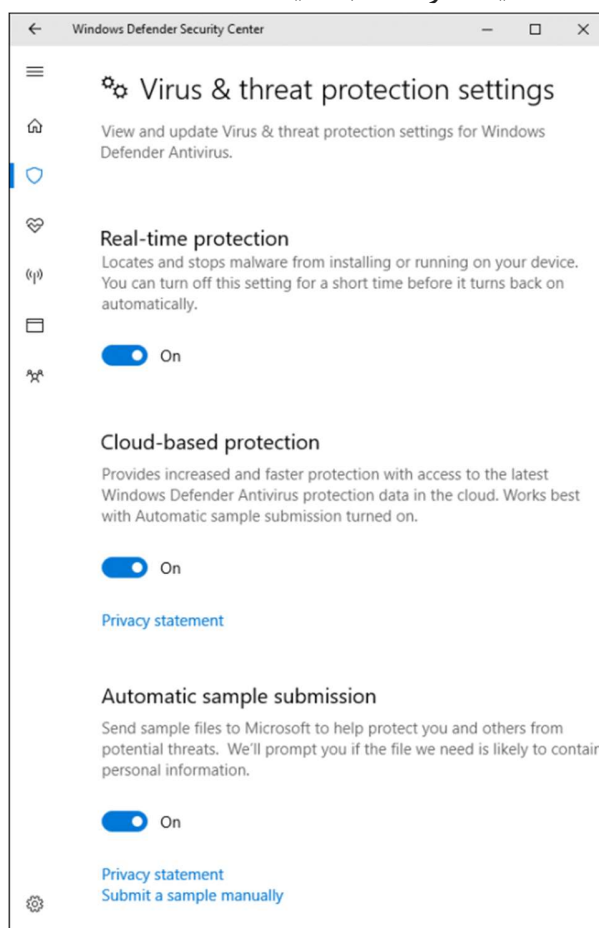 Windows Defender Security Center
Virus & threat protection settings
View and update Virus & threat protection settings for Windows
Defender Antivirus.
Real-time protection
Locates and stops malware from installing or running on your device.
You can turn off this setting for a short time before it turns back on
automatically.
On
Cloud-based protection
Provides increased and faster protection with access to the latest
Windows Defender Antivirus protection data in the cloud. Works best
with Automatic sample submission turned on.
On
Privacy statement
Automatic sample submission
Send sample files to Microsoft to help protect you and others from
potential threats. We'll prompt you if the file we need is likely to contain
personal information.
On
Privacy statement
Submit a sample manually